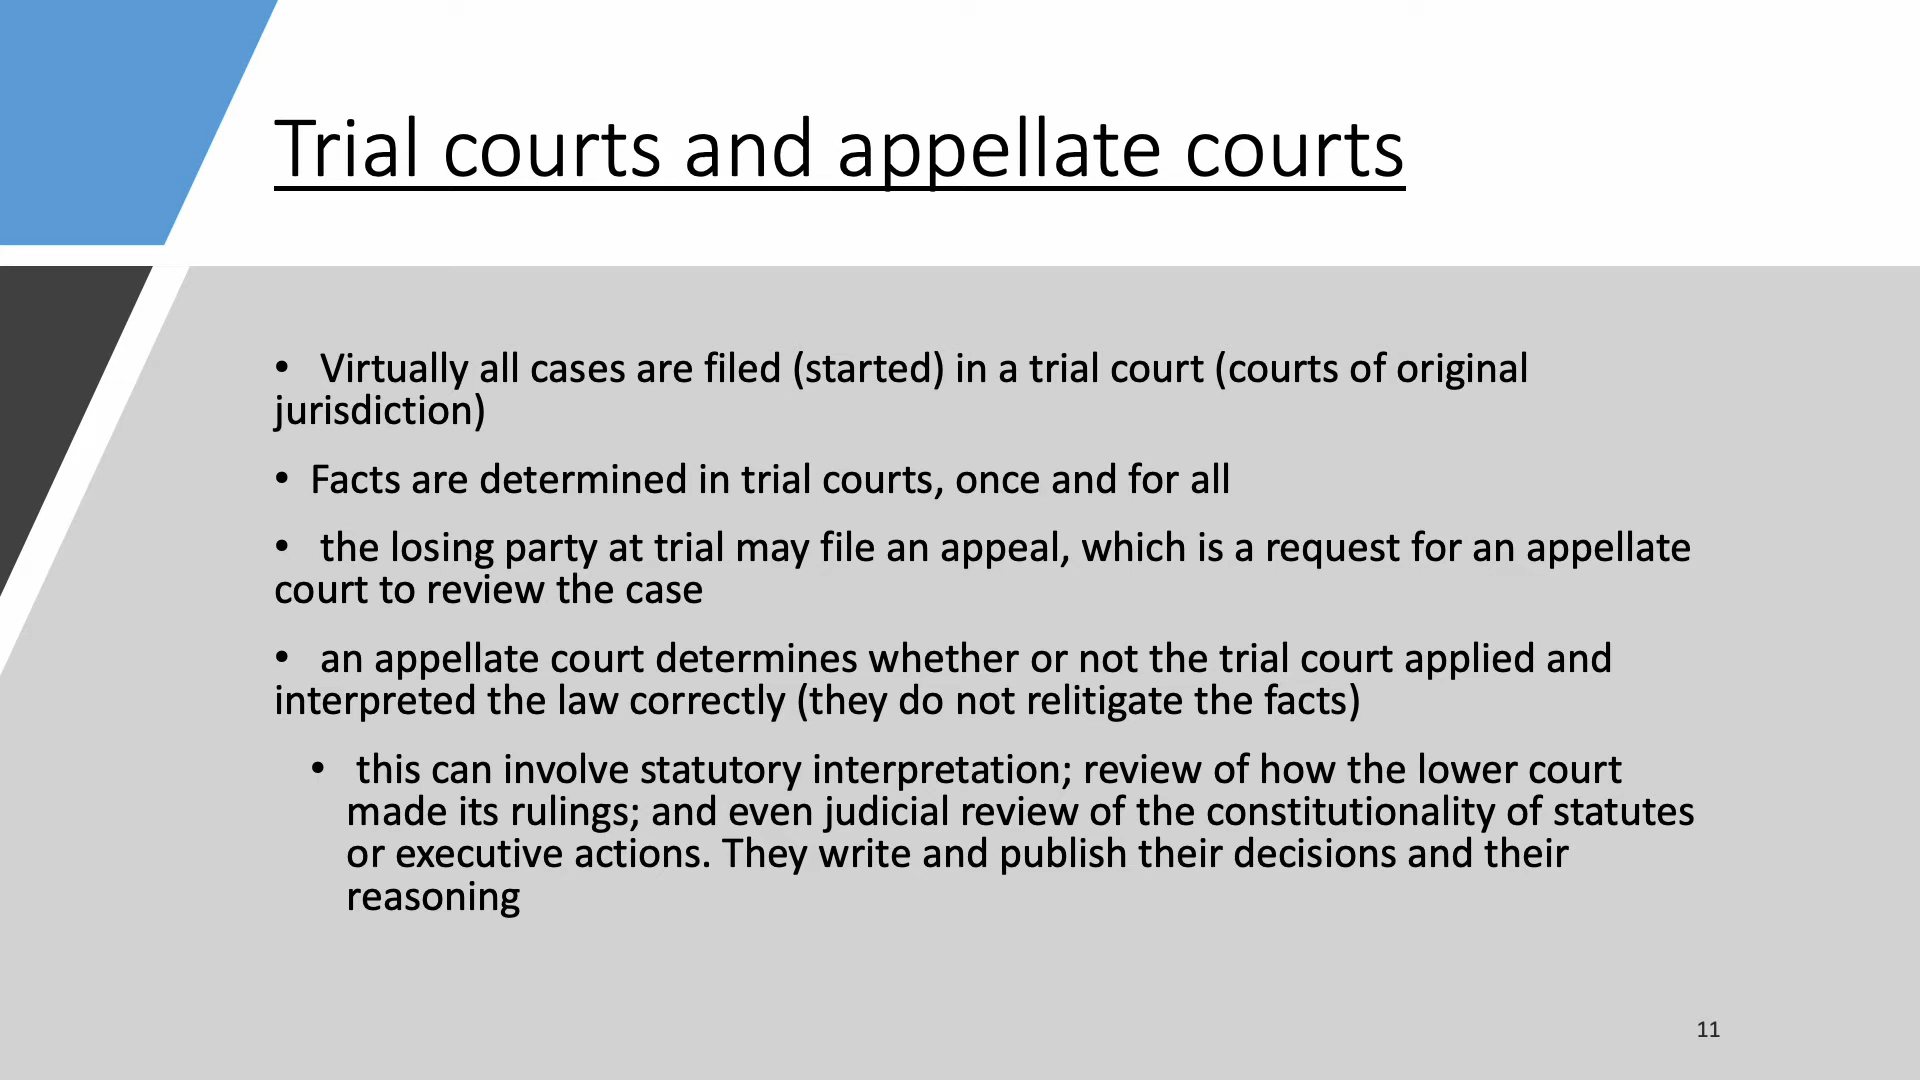 Trial courts and appellate courts
• Virtually all cases are filed (started) in a trial court (courts of original
jurisdiction)
• Facts are determined in trial courts, once and for all
• the losing party at trial may file an appeal, which is a request for an appellate
court to review the case
• an appellate court determines whether or not the trial court applied and
interpreted the law correctly (they do not relitigate the facts)
• this can involve statutory interpretation; review of how the lower court
made its rulings; and even judicial review of the constitutionality of statutes
or executive actions. They write and publish their decisions and their
reasoning
11